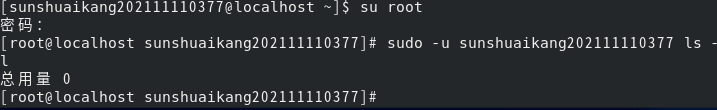 [sunshuaikang202111110377@localhost ~]$ su root
密码：
[root@localhost sunshuaikang202111110377]# sudo -u sunshuaikang202111110377 ls -
l
总用量 0
[root@localhost sunshuaikang202111110377]#